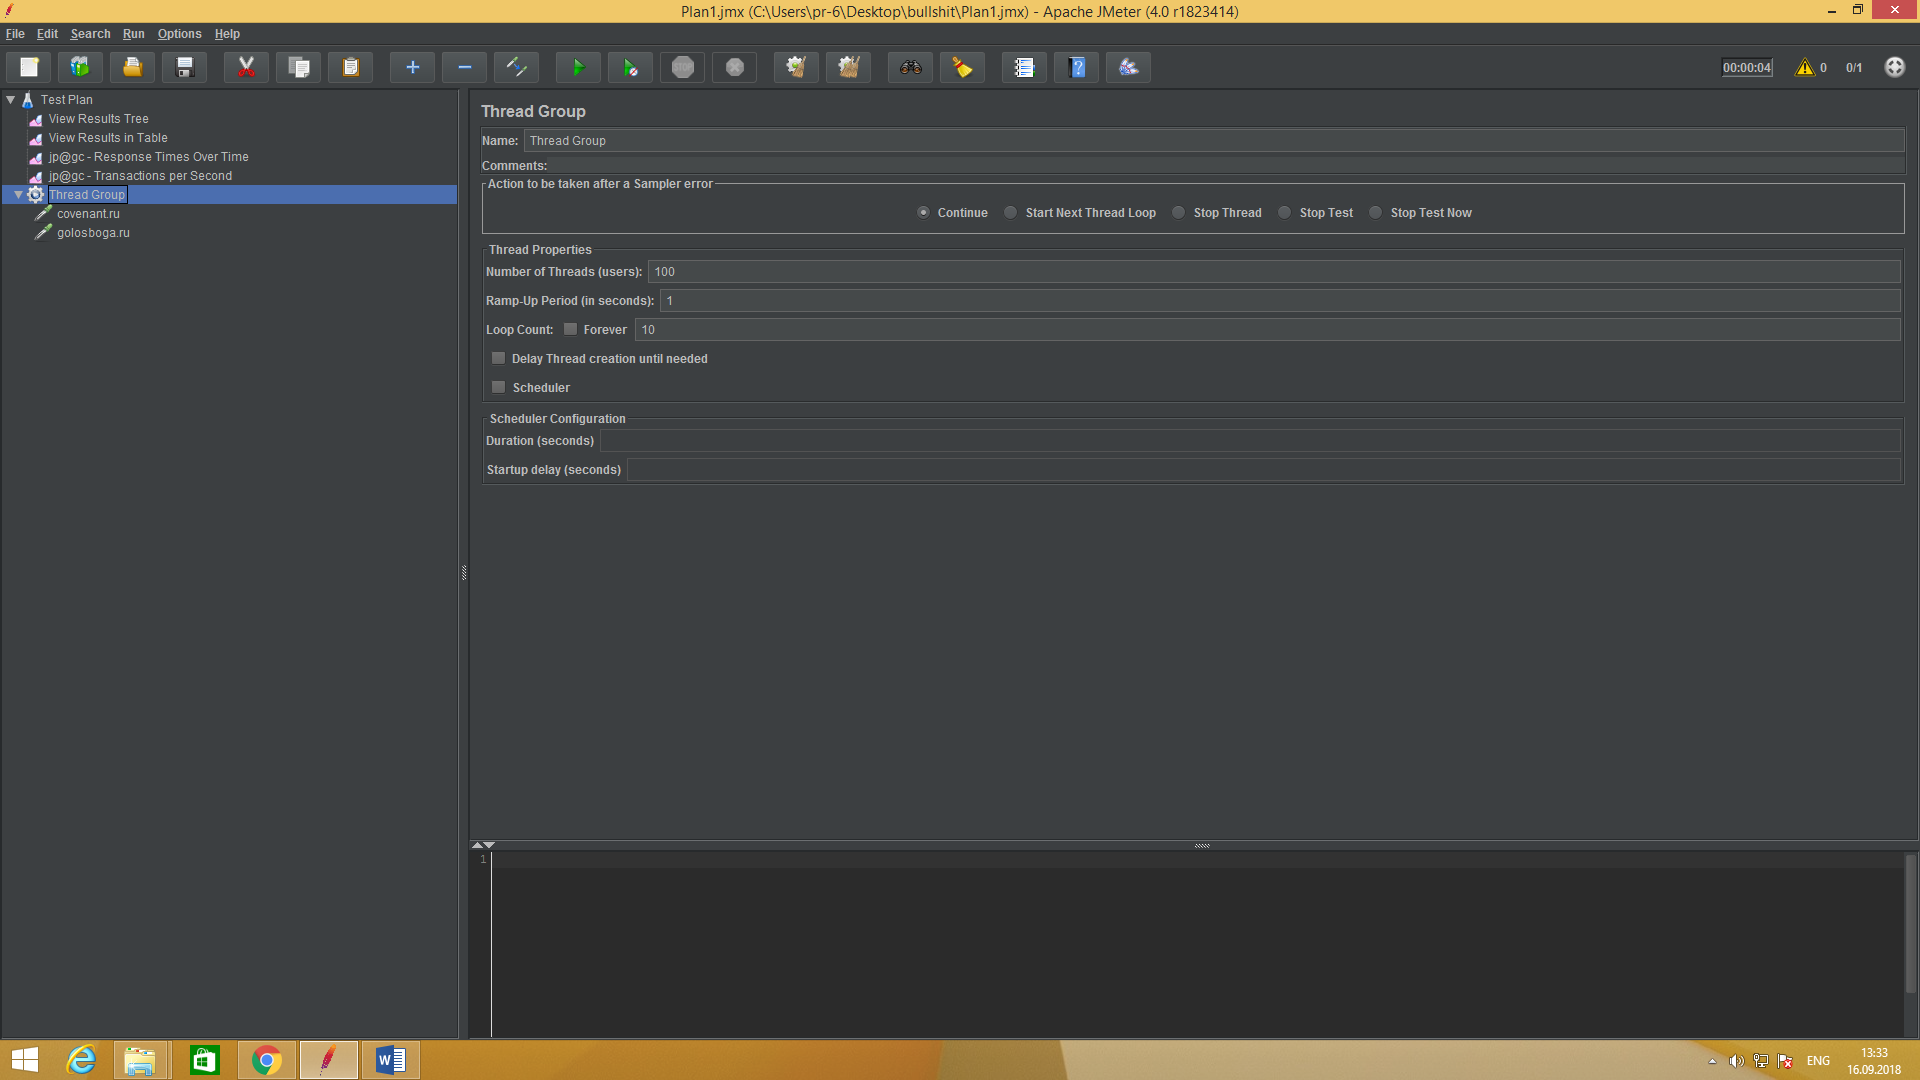 Plan1.jmx (C:\Users\pr-6\Desktop\bullshit\Plan1.jmx) - Apache JMeter (4.0 r1823414)
File Edit Search Run Options Help
STOP
00:00:04 0 0/1
Test Plan
View Results Tree
View Results in Table
jp@gc - Response Times Over Time
jp@gc - Transactions per Second
Thread Group
covenant.ru
golosboga.ru
Thread Group
Name: Thread Group
Comments:
Action to be taken after a Sampler error
Continue Start Next Thread Loop Stop Thread Stop Test Stop Test Now
Thread Properties
Number of Threads (users): 100
Ramp-Up Period (in seconds): 1
Loop Count: Forever 10
Delay Thread creation until needed
Scheduler
Scheduler Configuration
Duration (seconds)
Startup delay (seconds)
1
ENG
13:33
16.09.2018